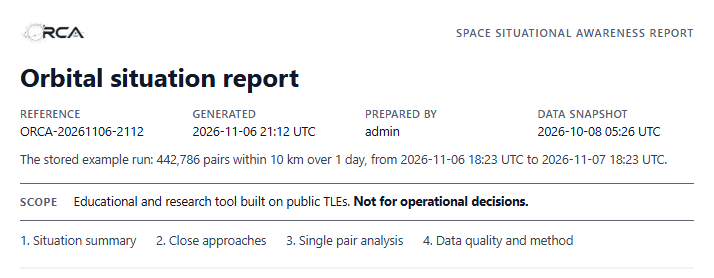 ORCA
SPACE SITUATIONAL AWARENESS REPORT
Orbital situation report
REFERENCE GENERATED PREPARED BY DATA SNAPSHOT
ORCA-20261106-2112 2026-11-06 21:12 UTC admin 2026-10-08 05:26 UTC
The stored example run: 442,786 pairs within 10 km over 1 day, from 2026-11-06 18:23 UTC to 2026-11-07 18:23 UTC.
SCOPE Educational and research tool built on public TLEs. Not for operational decisions.
1. Situation summary 2. Close approaches 3. Single pair analysis 4. Data quality and method